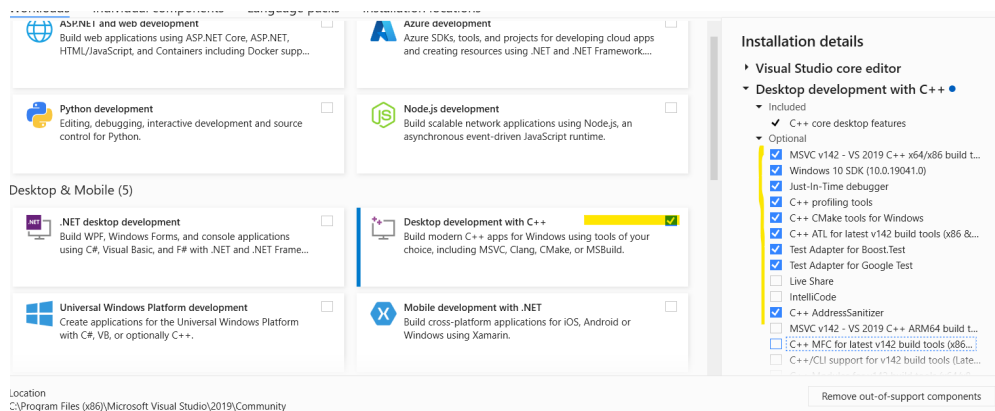 Workloads Individual components Language packs Installation locations
ASP.NET and web development
Build web applications using ASP.NET Core, ASP.NET,
HTML/JavaScript, and Containers including Docker supp...
Azure development
Azure SDKs, tools, and projects for developing cloud apps
and creating resources using .NET and .NET Framework....
Python development
Editing, debugging, interactive development and source
control for Python.
Node.js development
Build scalable network applications using Node.js, an
asynchronous event-driven JavaScript runtime.
Desktop & Mobile (5)
.NET
.NET desktop development
Build WPF, Windows Forms, and console applications
using C#, Visual Basic, and F# with .NET and .NET Frame...
Desktop development with C++
Build modern C++ apps for Windows using tools of your
choice, including MSVC, Clang, CMake, or MSBuild.
Universal Windows Platform development
Create applications for the Universal Windows Platform
with C#, VB, or optionally C++.
Mobile development with .NET
Build cross-platform applications for iOS, Android or
Windows using Xamarin.
Location
C:\Program Files (x86)\Microsoft Visual Studio\2019\Community
Installation details
Visual Studio core editor
Desktop development with C++
Included
C++ core desktop features
Optional
MSVC v142 - VS 2019 C++ x64/x86 build t...
Windows 10 SDK (10.0.19041.0)
Just-In-Time debugger
C++ profiling tools
C++ CMake tools for Windows
C++ ATL for latest v142 build tools (x86 &...
Test Adapter for Boost.Test
Test Adapter for Google Test
Live Share
IntelliCode
C++ AddressSanitizer
MSVC v142 - VS 2019 C++ ARM64 build t...
C++ MFC for latest v142 build tools (x86...
C++/CLI support for v142 build tools (Late...
Remove out-of-support components